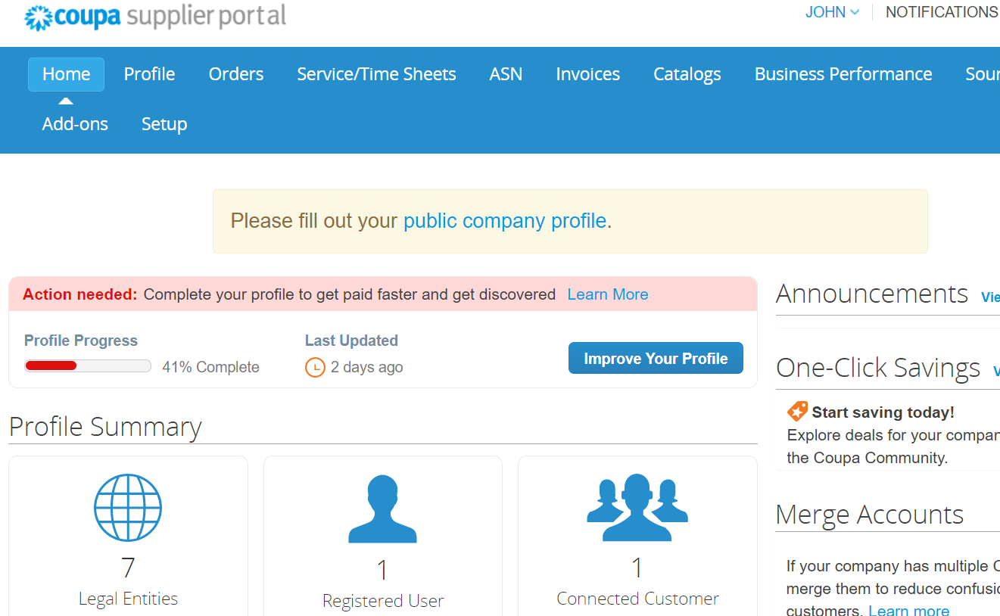 coupa supplier portal
JOHN
NOTIFICATIONS
Home Profile Orders Service/Time Sheets ASN Invoices Catalogs Business Performance Sour
Add-ons Setup
Please fill out your public company profile.
Action needed: Complete your profile to get paid faster and get discovered Learn More
Profile Progress
41% Complete
Last Updated
2 days ago
Improve Your Profile
Profile Summary
7
Legal Entities
1
Registered User
1
Connected Customer
Announcements Vie
One-Click Savings V
Start saving today!
Explore deals for your compan
the Coupa Community.
Merge Accounts
If your company has multiple C
merge them to reduce confusio
customers. Learn more